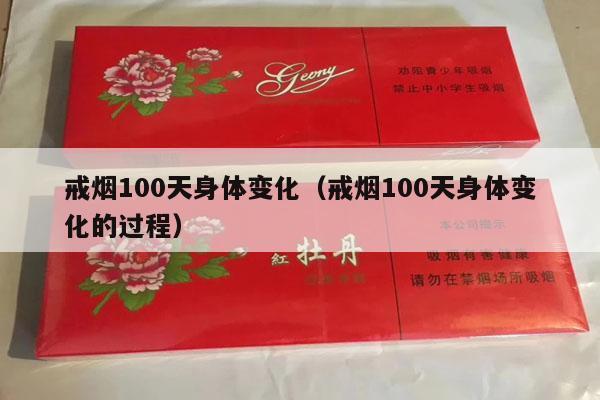 Geony
劝阻青少年吸烟
禁止中小学生吸烟
戒烟100天身体变化（戒烟100天身体变
化的过程）
本公司提示
紅 牡丹
吸烟有害健康
请勿在禁烟场所吸烟